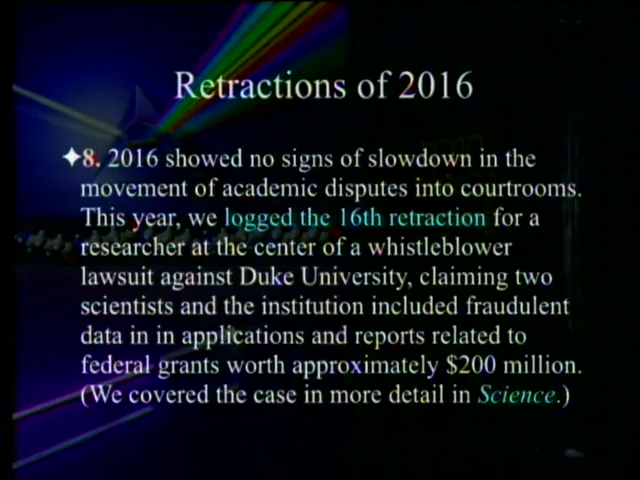 Retractions of 2016
✦8. 2016 showed no signs of slowdown in the
movement of academic disputes into courtrooms.
This year, we logged the 16th retraction for a
researcher at the center of a whistleblower
lawsuit against Duke University, claiming two
scientists and the institution included fraudulent
data in in applications and reports related to
federal grants worth approximately $200 million.
(We covered the case in more detail in Science.)